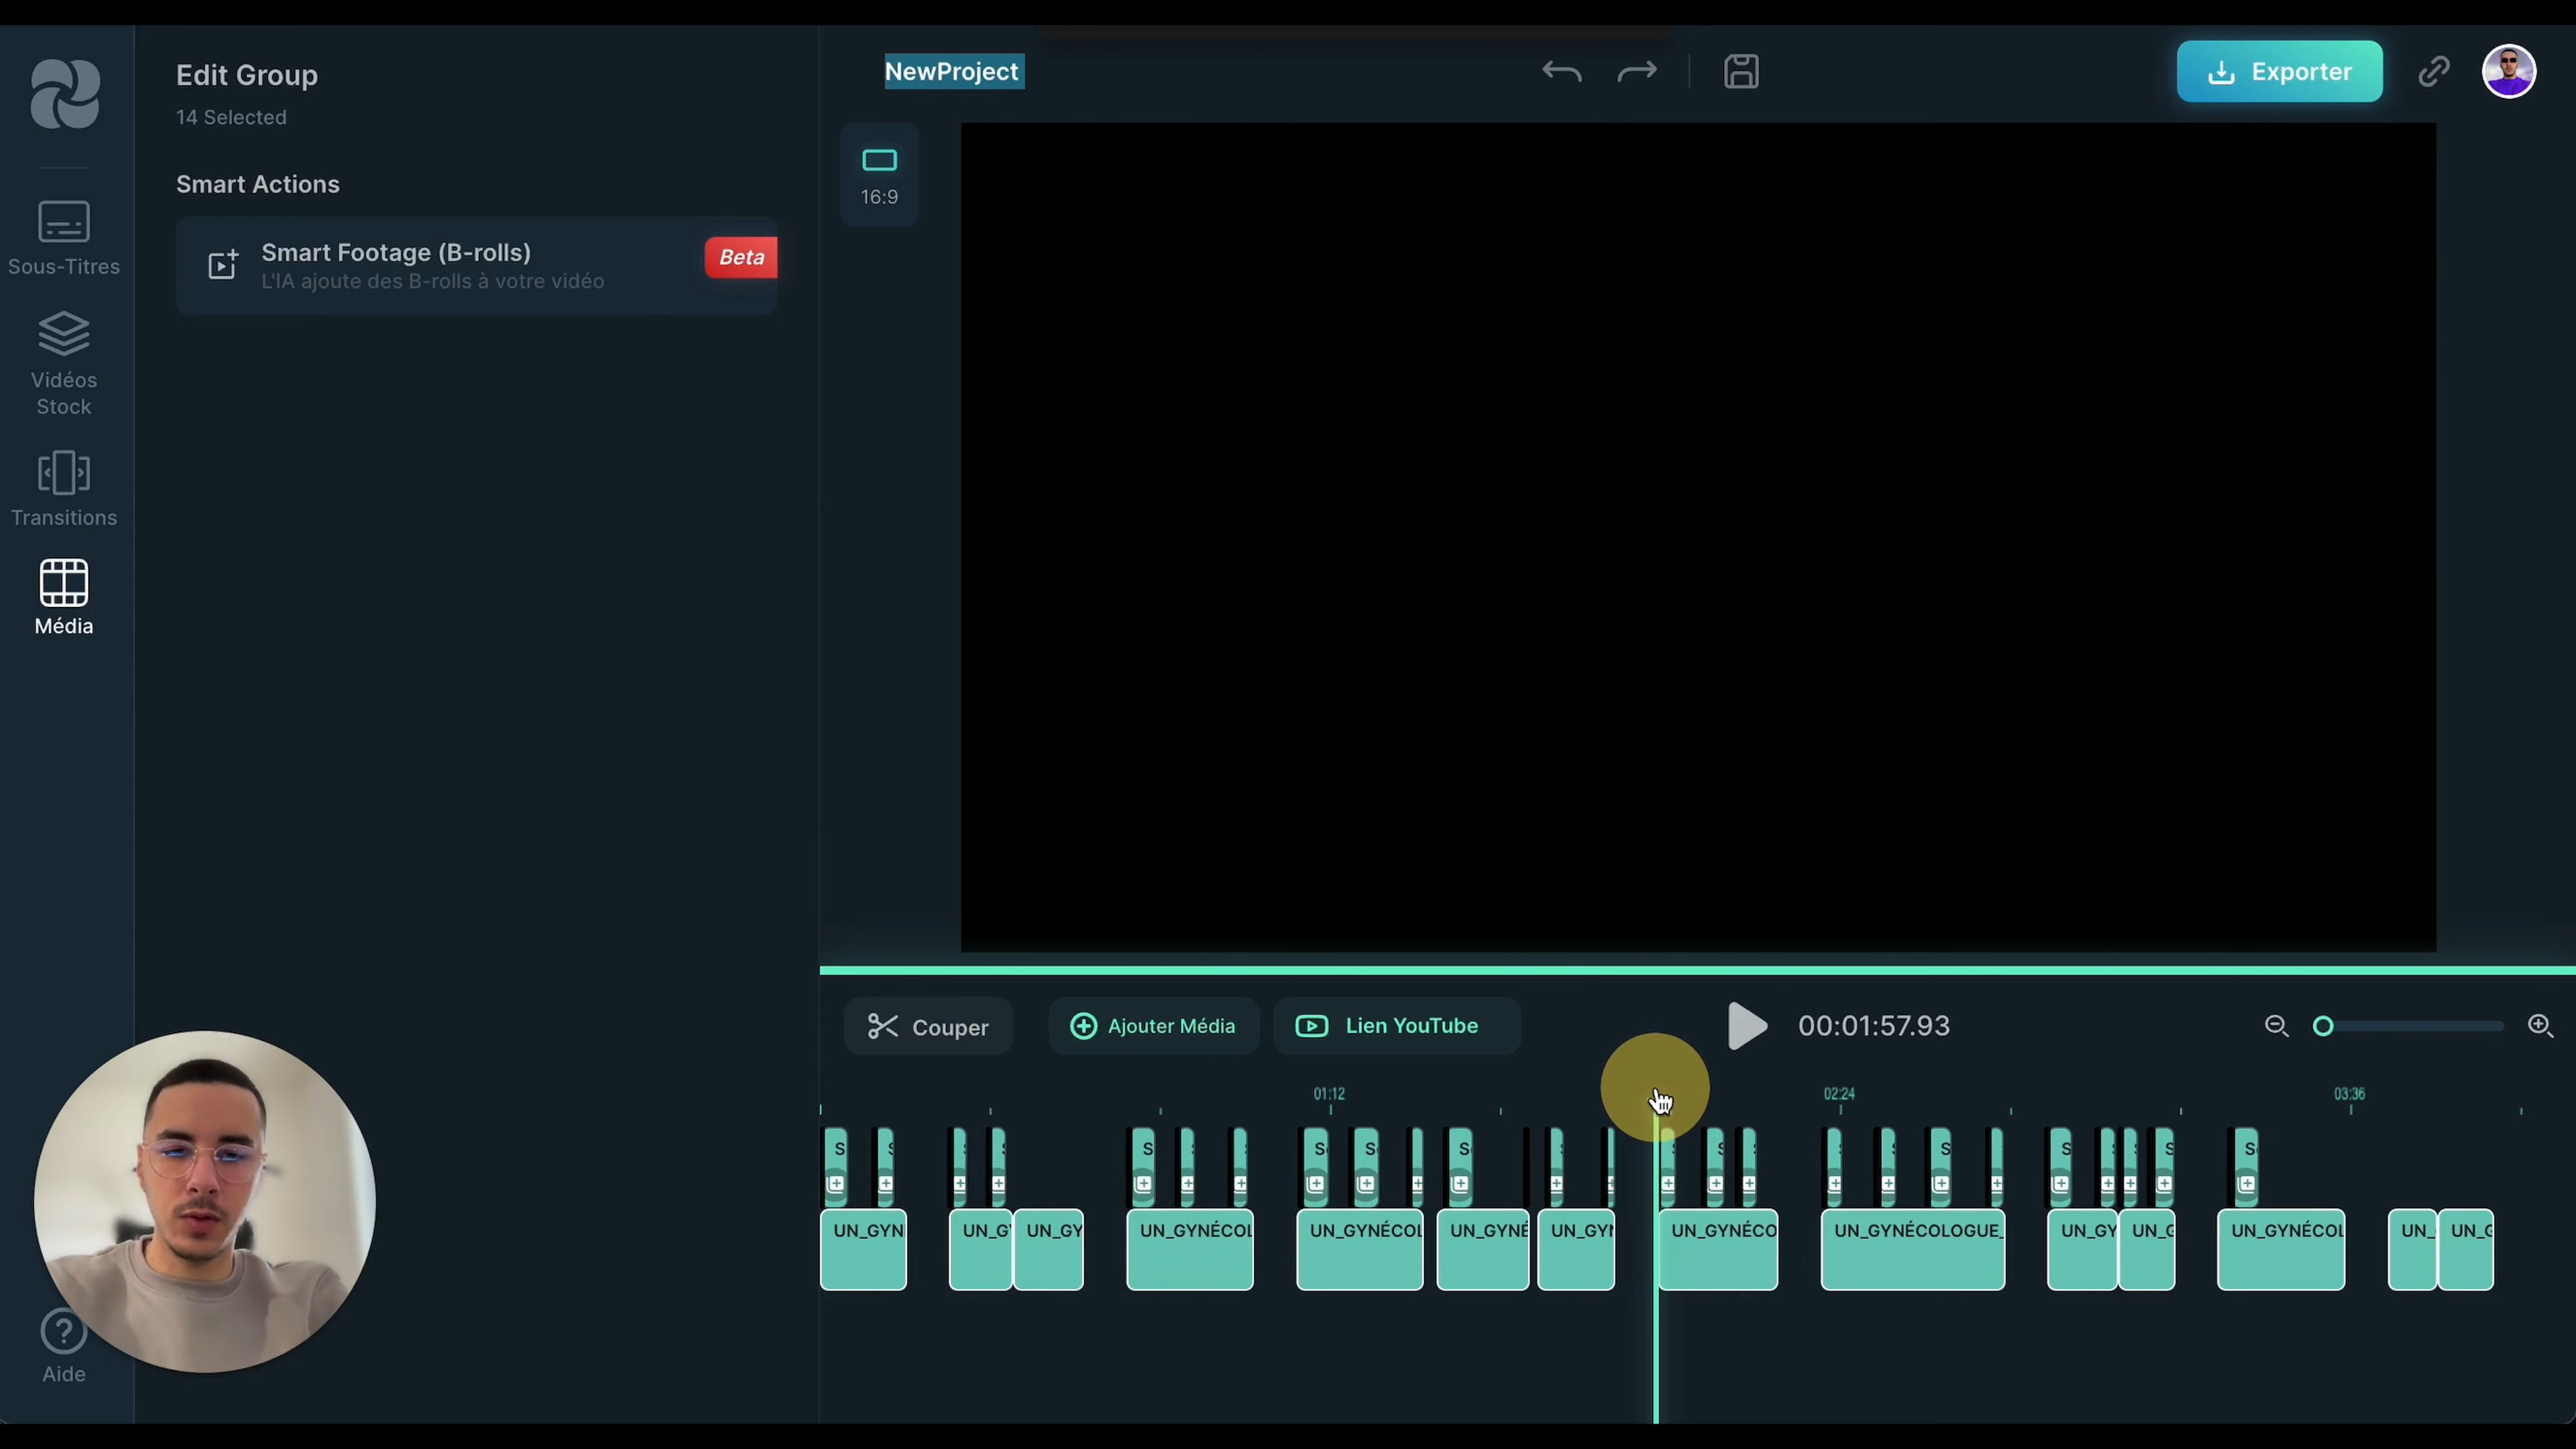 Edit Group
14 Selected
Smart Actions
Smart Footage (B-rolls)
L'IA ajoute des B-rolls à votre vidéo
Beta
Sous-Titres
Vidéos
Stock
Transitions
Média
Aide
NewProject
Exporter
16:9
Couper
Ajouter Média
Lien YouTube
00:01:57.93
01:12
02:24
03:36
UN_GYN
UN_G
UN_GY
UN_GYNÉCOL
UN_GYNÉCOL
UN_GYNÉ
UN_GYN
UN_GYNÉCO
UN_GYNÉCOLOGUE_
UN_GY
UN_G
UN_GYNÉCOL
UN_
UN_G